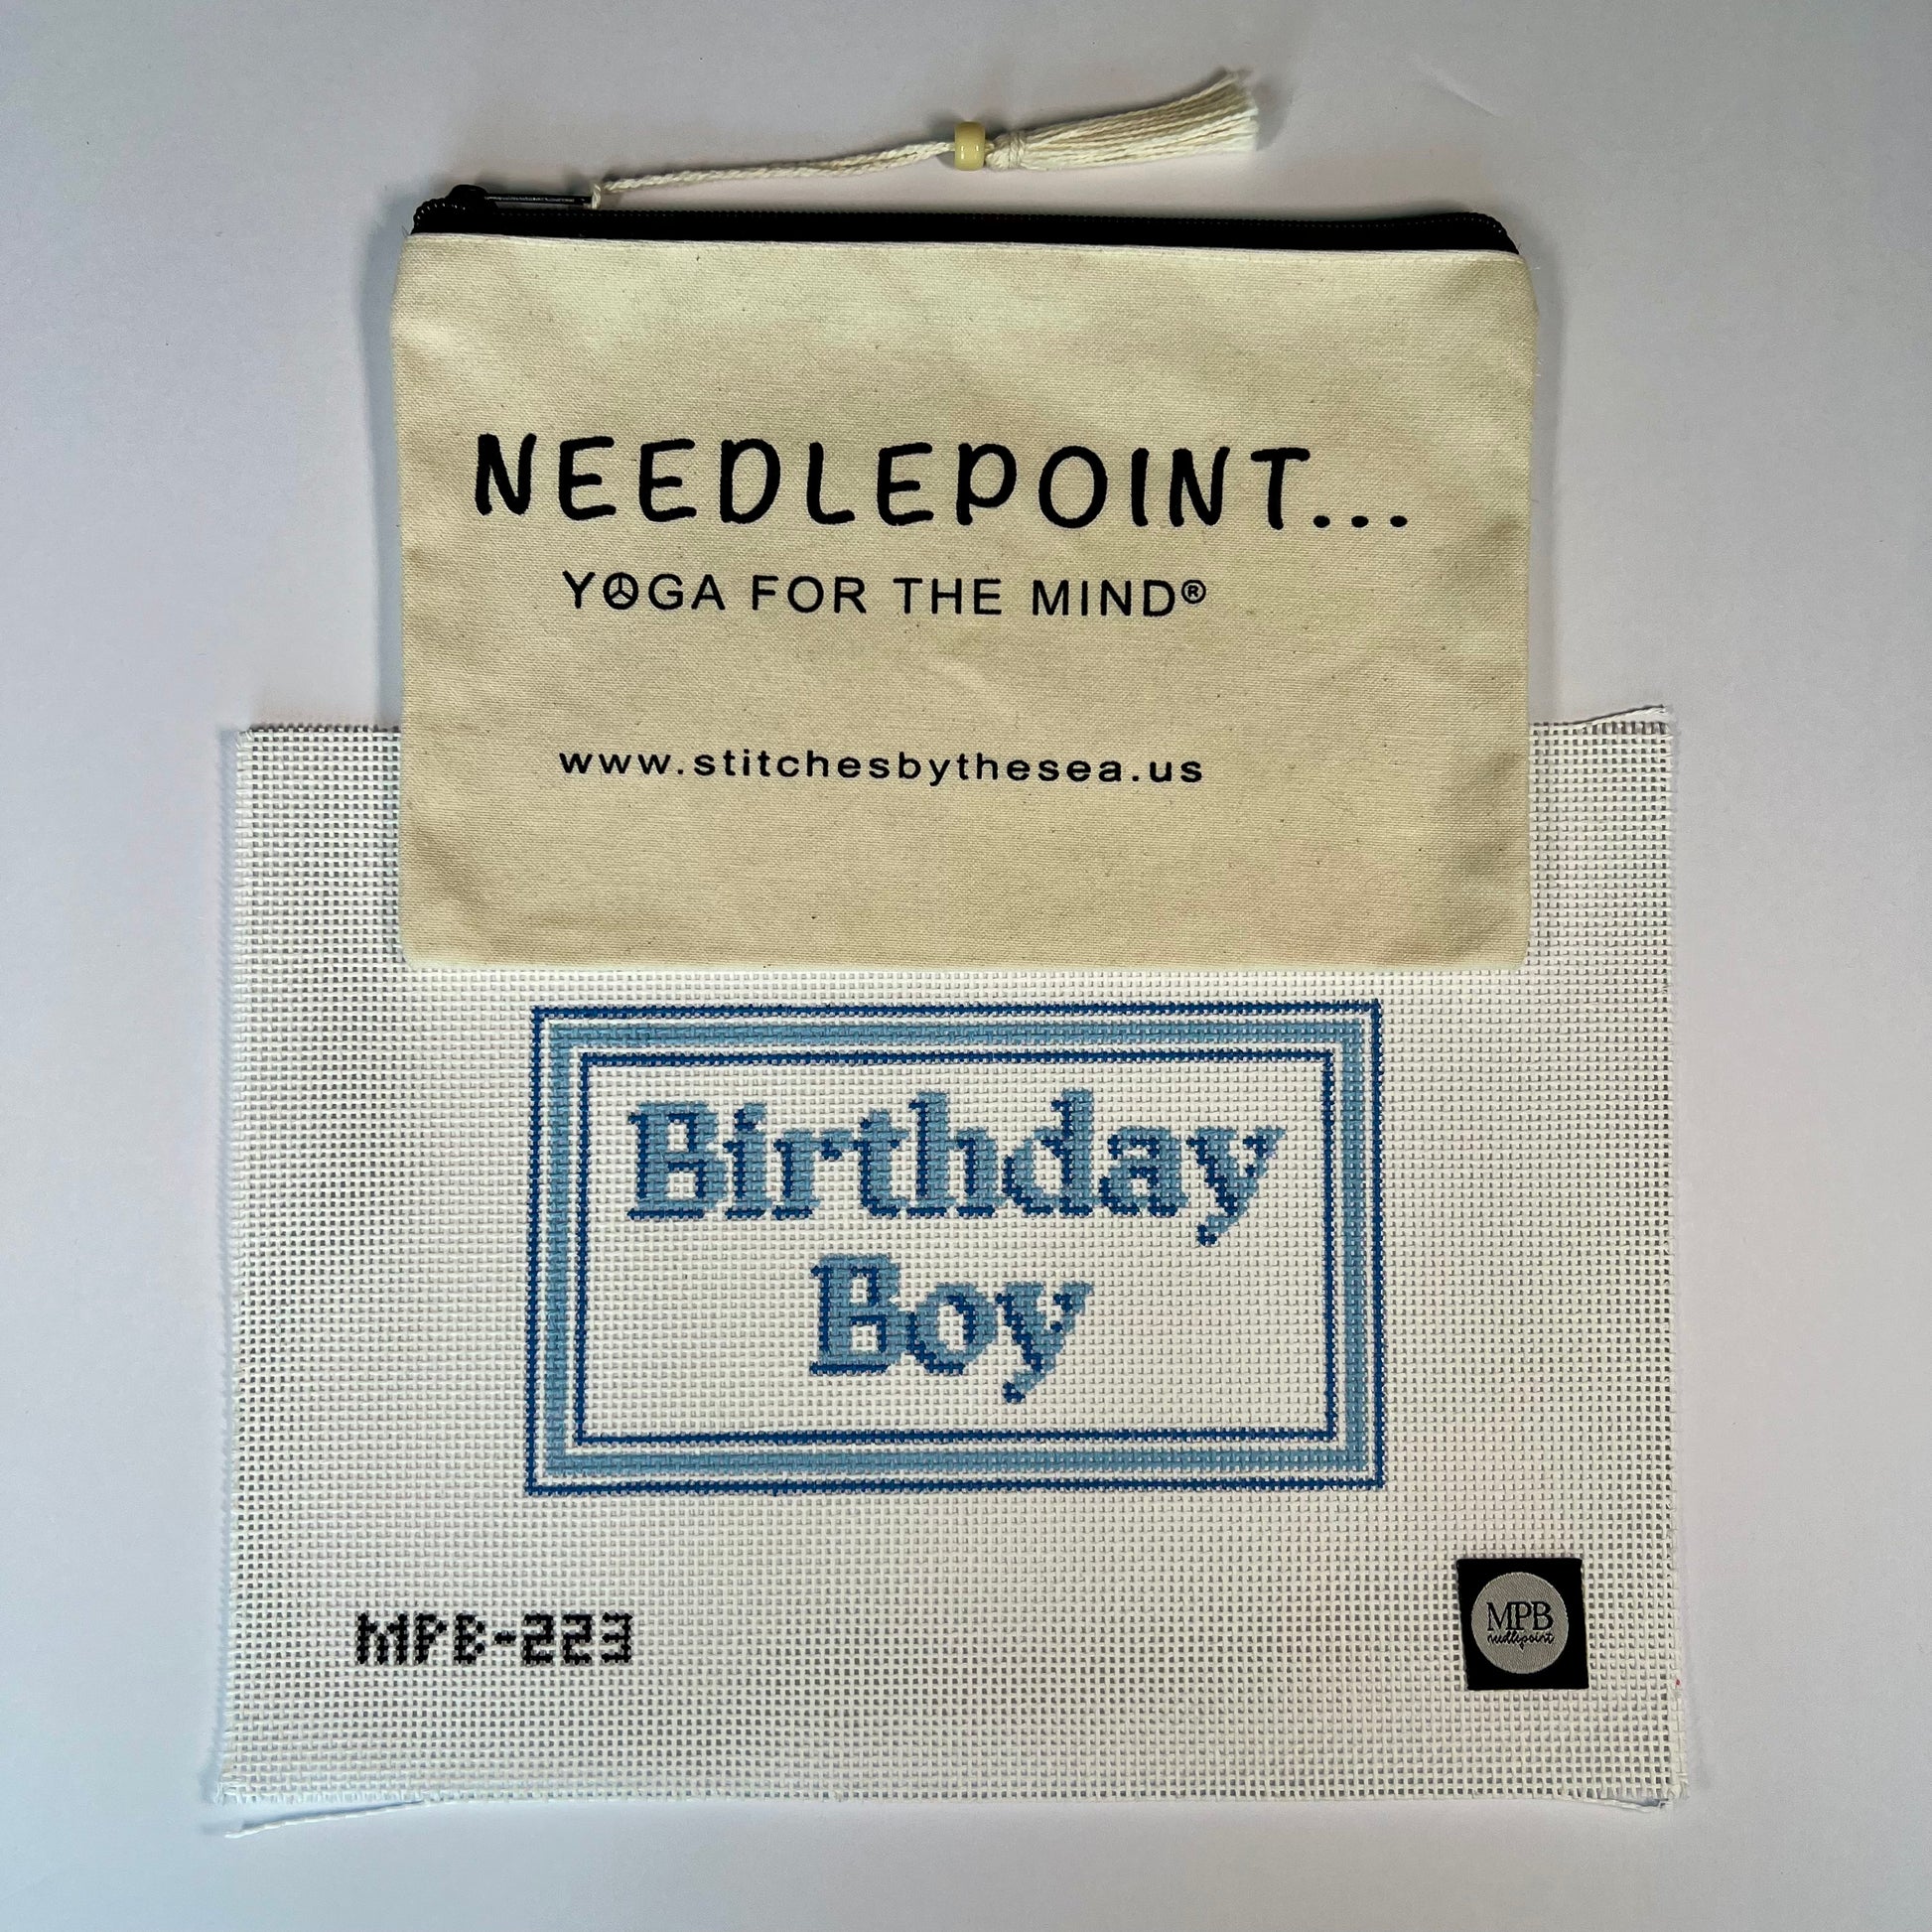 NEEDLEPOINT...
YOGA FOR THE MIND®
www.stitchesbythesea.us
Birthday
Boy
MPB-223
MPB
needlepoint